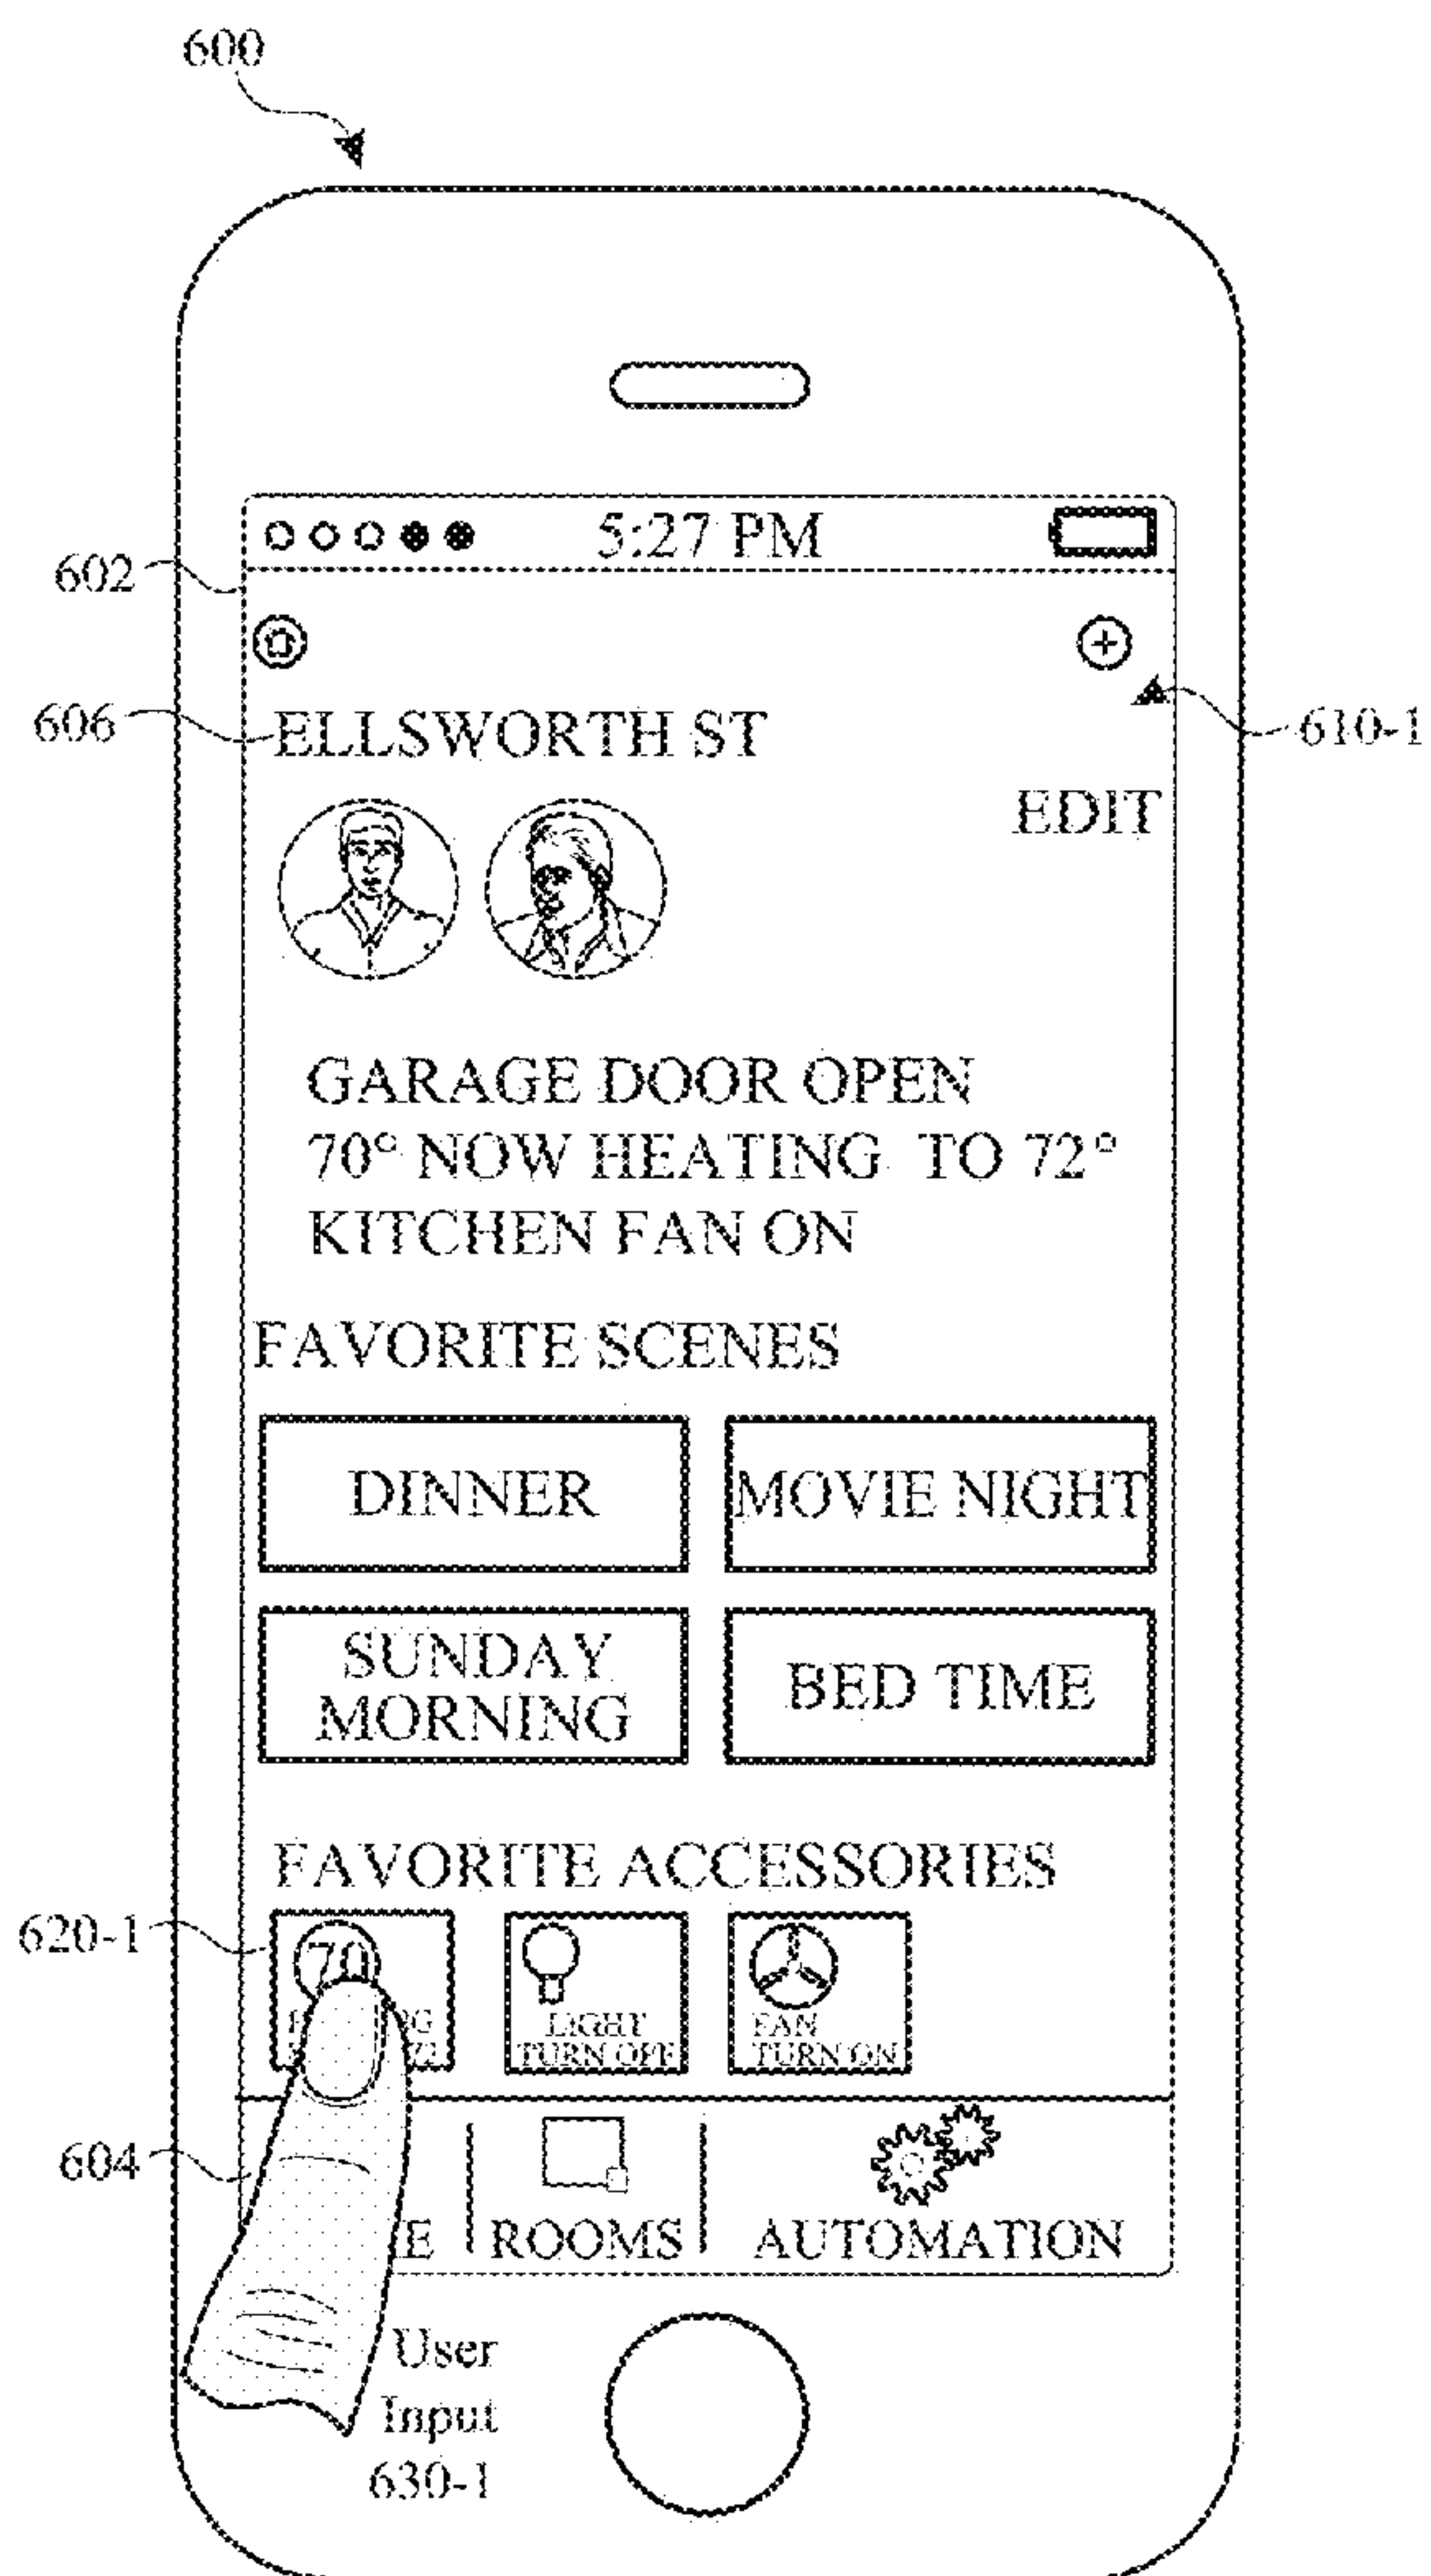 600
5:27 PM
602
606
ELLSWORTH ST
610-1
EDIT
GARAGE DOOR OPEN
70° NOW HEATING TO 72°
KITCHEN FAN ON
FAVORITE SCENES
DINNER
MOVIE NIGHT
SUNDAY
MORNING
BED TIME
FAVORITE ACCESSORIES
620-1
70
LIGHT
TURN OFF
FAN
TURN ON
604
ROOMS
AUTOMATION
User
Input
630-1